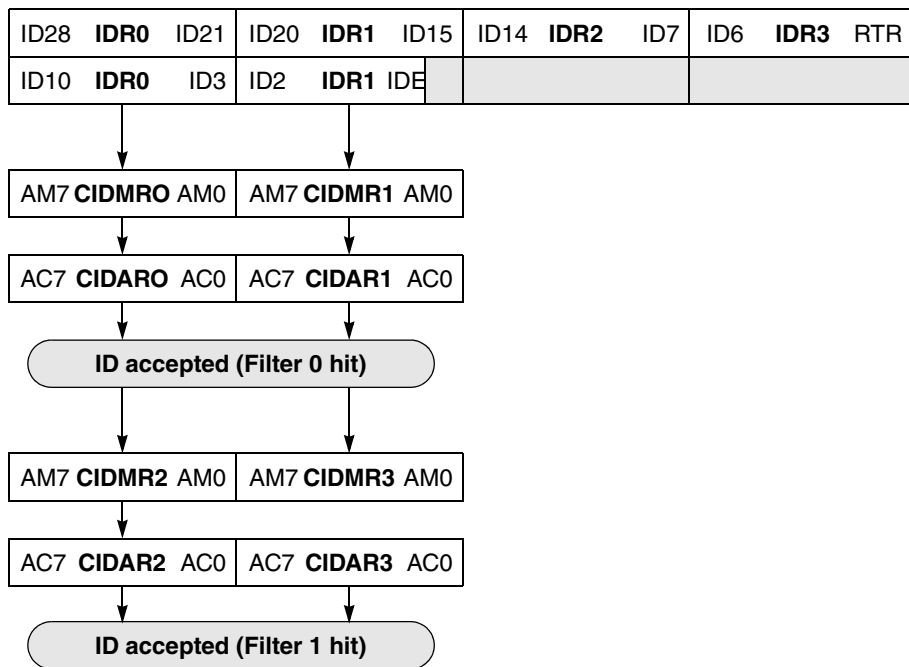 ID28 IDR0 ID21 ID20 IDR1 ID15 ID14 IDR2 ID7 ID6 IDR3 RTR
ID10 IDR0 ID3 ID2 IDR1 IDE
AM7 CIDMRO AM0 AM7 CIDMR1 AM0
AC7 CIDARO AC0 AC7 CIDAR1 AC0
ID accepted (Filter 0 hit)
AM7 CIDMR2 AM0 AM7 CIDMR3 AM0
AC7 CIDAR2 AC0 AC7 CIDAR3 AC0
ID accepted (Filter 1 hit)